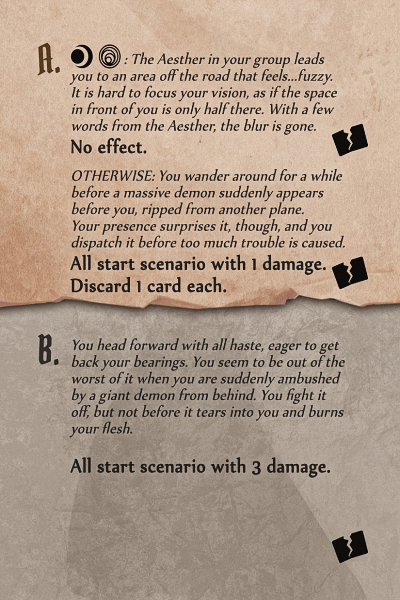 A. : The Aesther in your group leads
you to an area off the road that feels...fuzzy.
It is hard to focus your vision, as if the space
in front of you is only half there. With a few
words from the Aesther, the blur is gone.
No effect.
OTHERWISE: You wander around for a while
before a massive demon suddenly appears
before you, ripped from another plane.
Your presence surprises it, though, and you
dispatch it before too much trouble is caused.
All start scenario with 1 damage.
Discard 1 card each.
B. You head forward with all haste, eager to get
back your bearings. You seem to be out of the
worst of it when you are suddenly ambushed
by a giant demon from behind. You fight it
off, but not before it tears into you and burns
your flesh.
All start scenario with 3 damage.